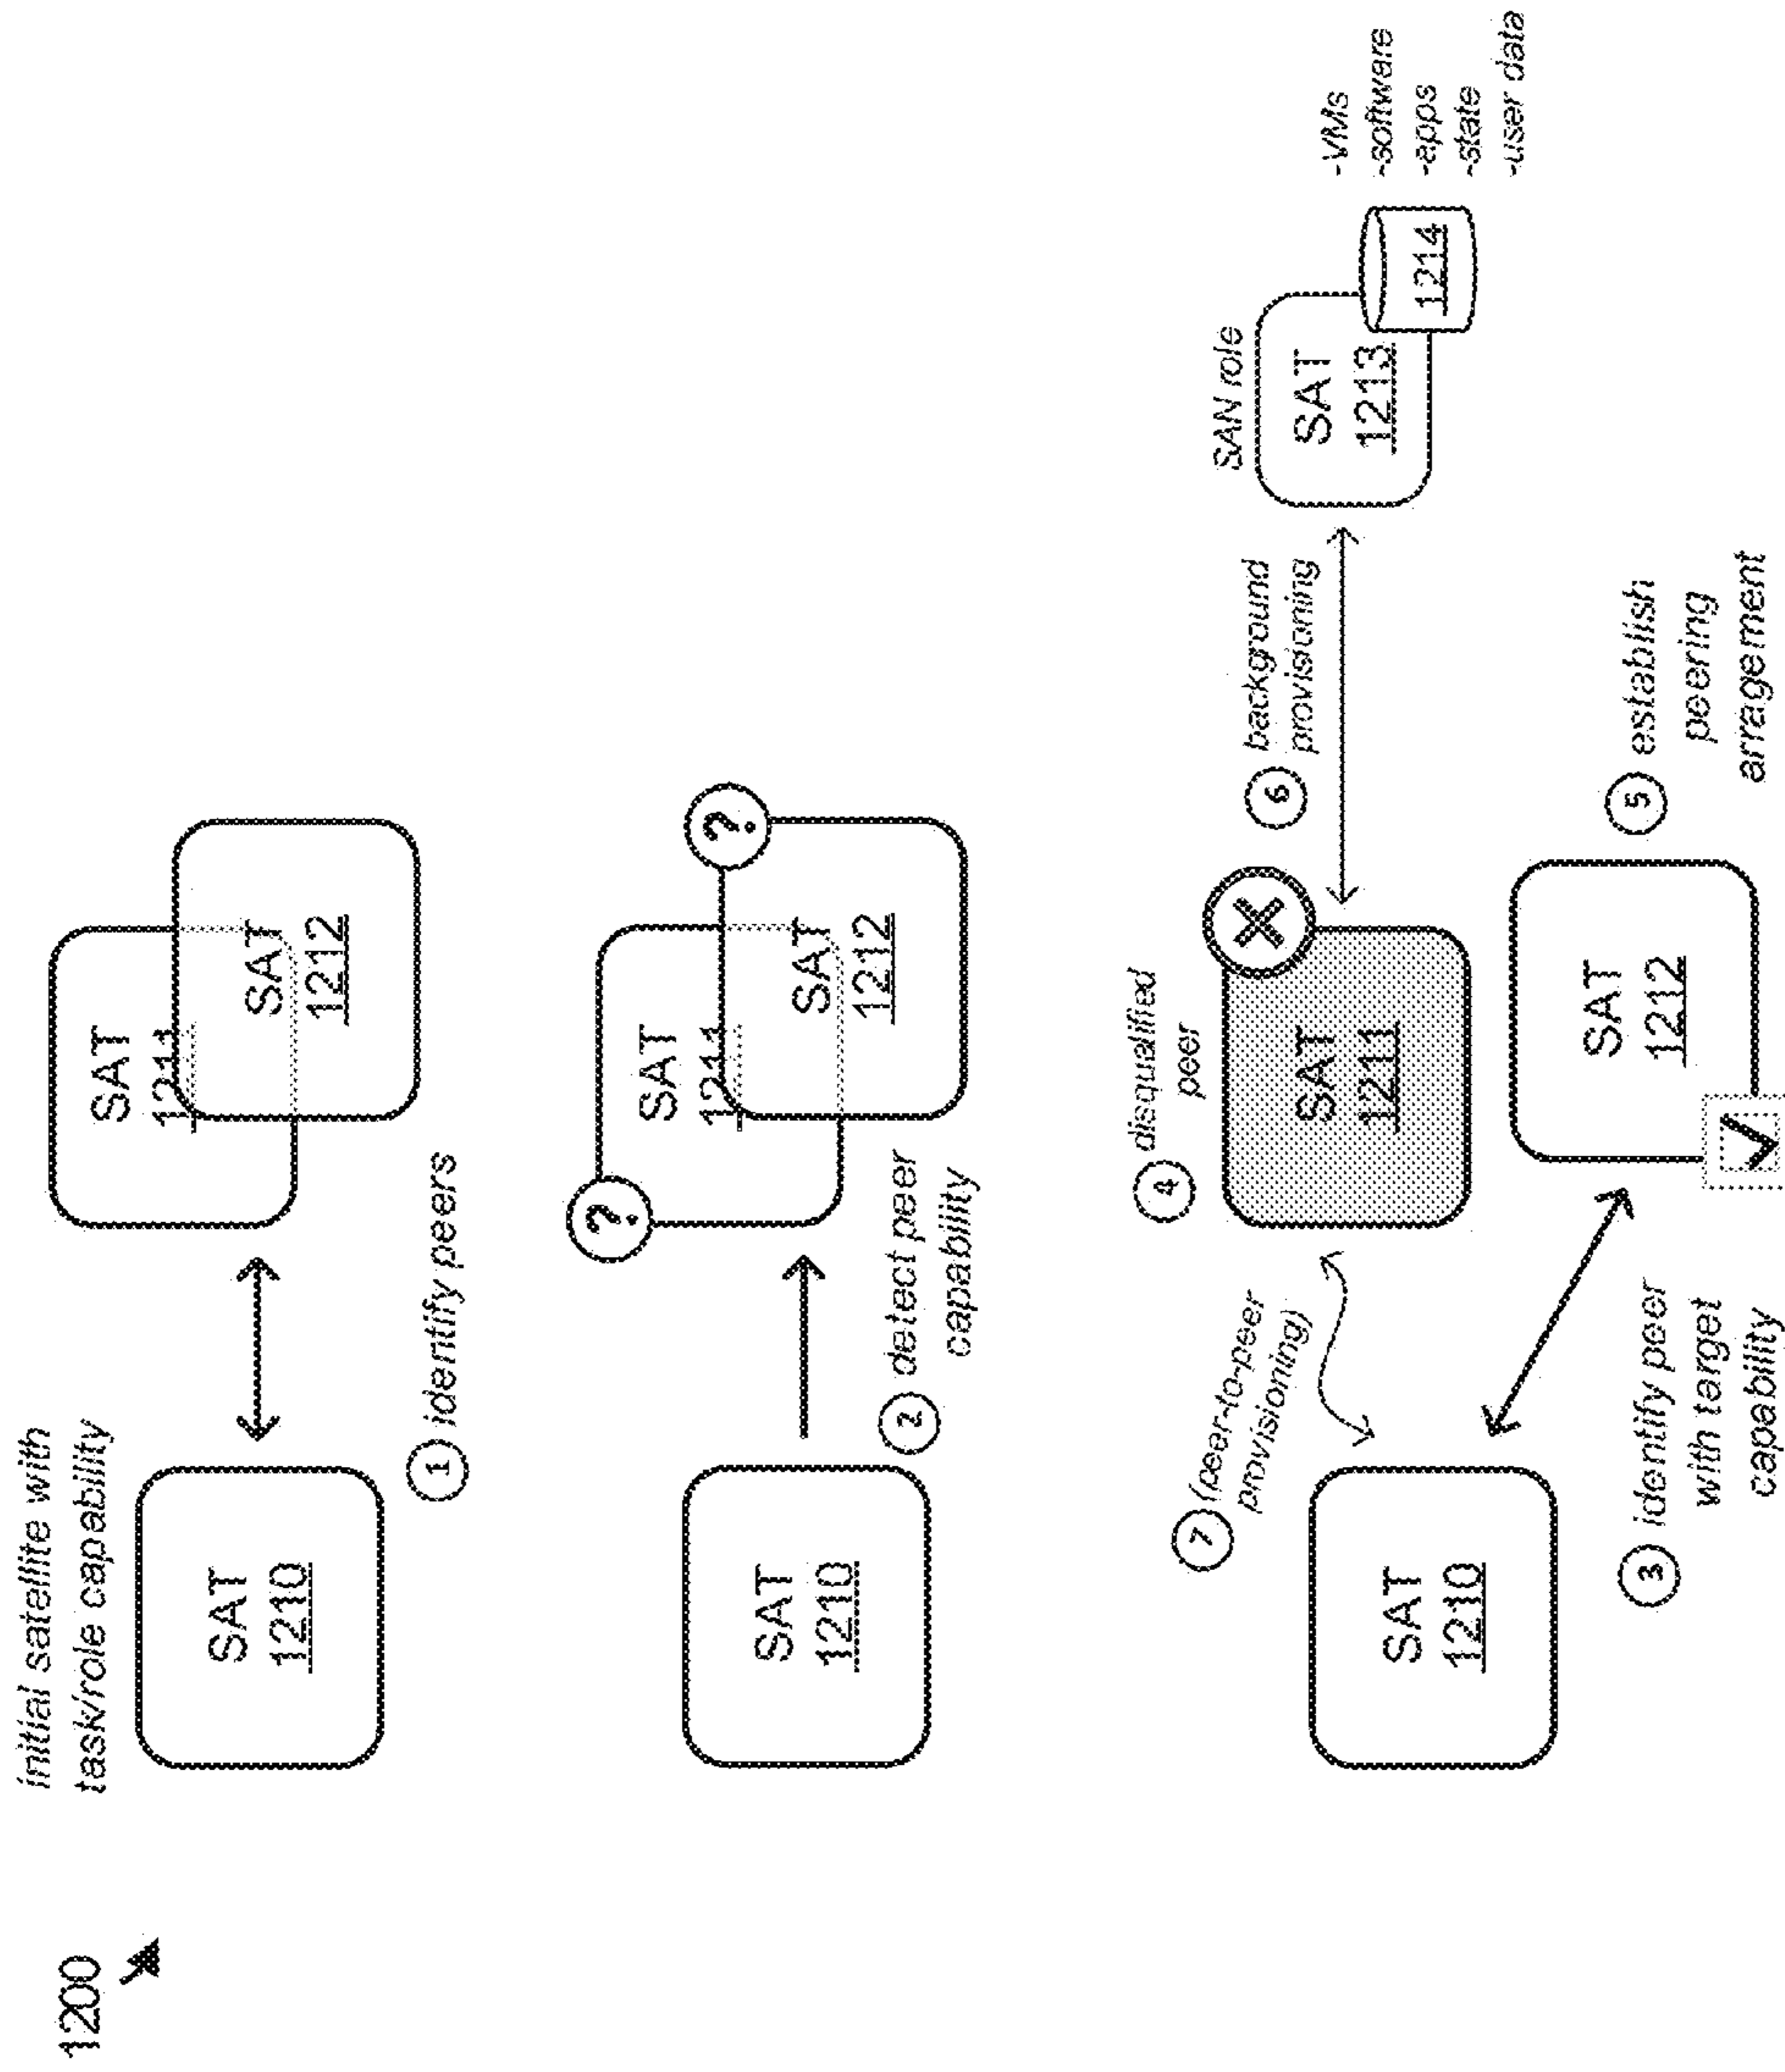 1200
initial satellite with
task/role capability
SAT
1210
SAT
1211
SAT
1212
1 identify peers
SAT
1210
?
SAT
1211
?
SAT
1212
2 detect peer
capability
SAT
1210
7 (peer-to-peer
provisioning)
4 disqualified
peer
SAT
1211
6 background
provisioning
SAN role
SAT
1213
1214
-VMs
-software
-apps
-state
-user data
3 identify peer
with target
capability
SAT
1212
5 establish
peering
arragement